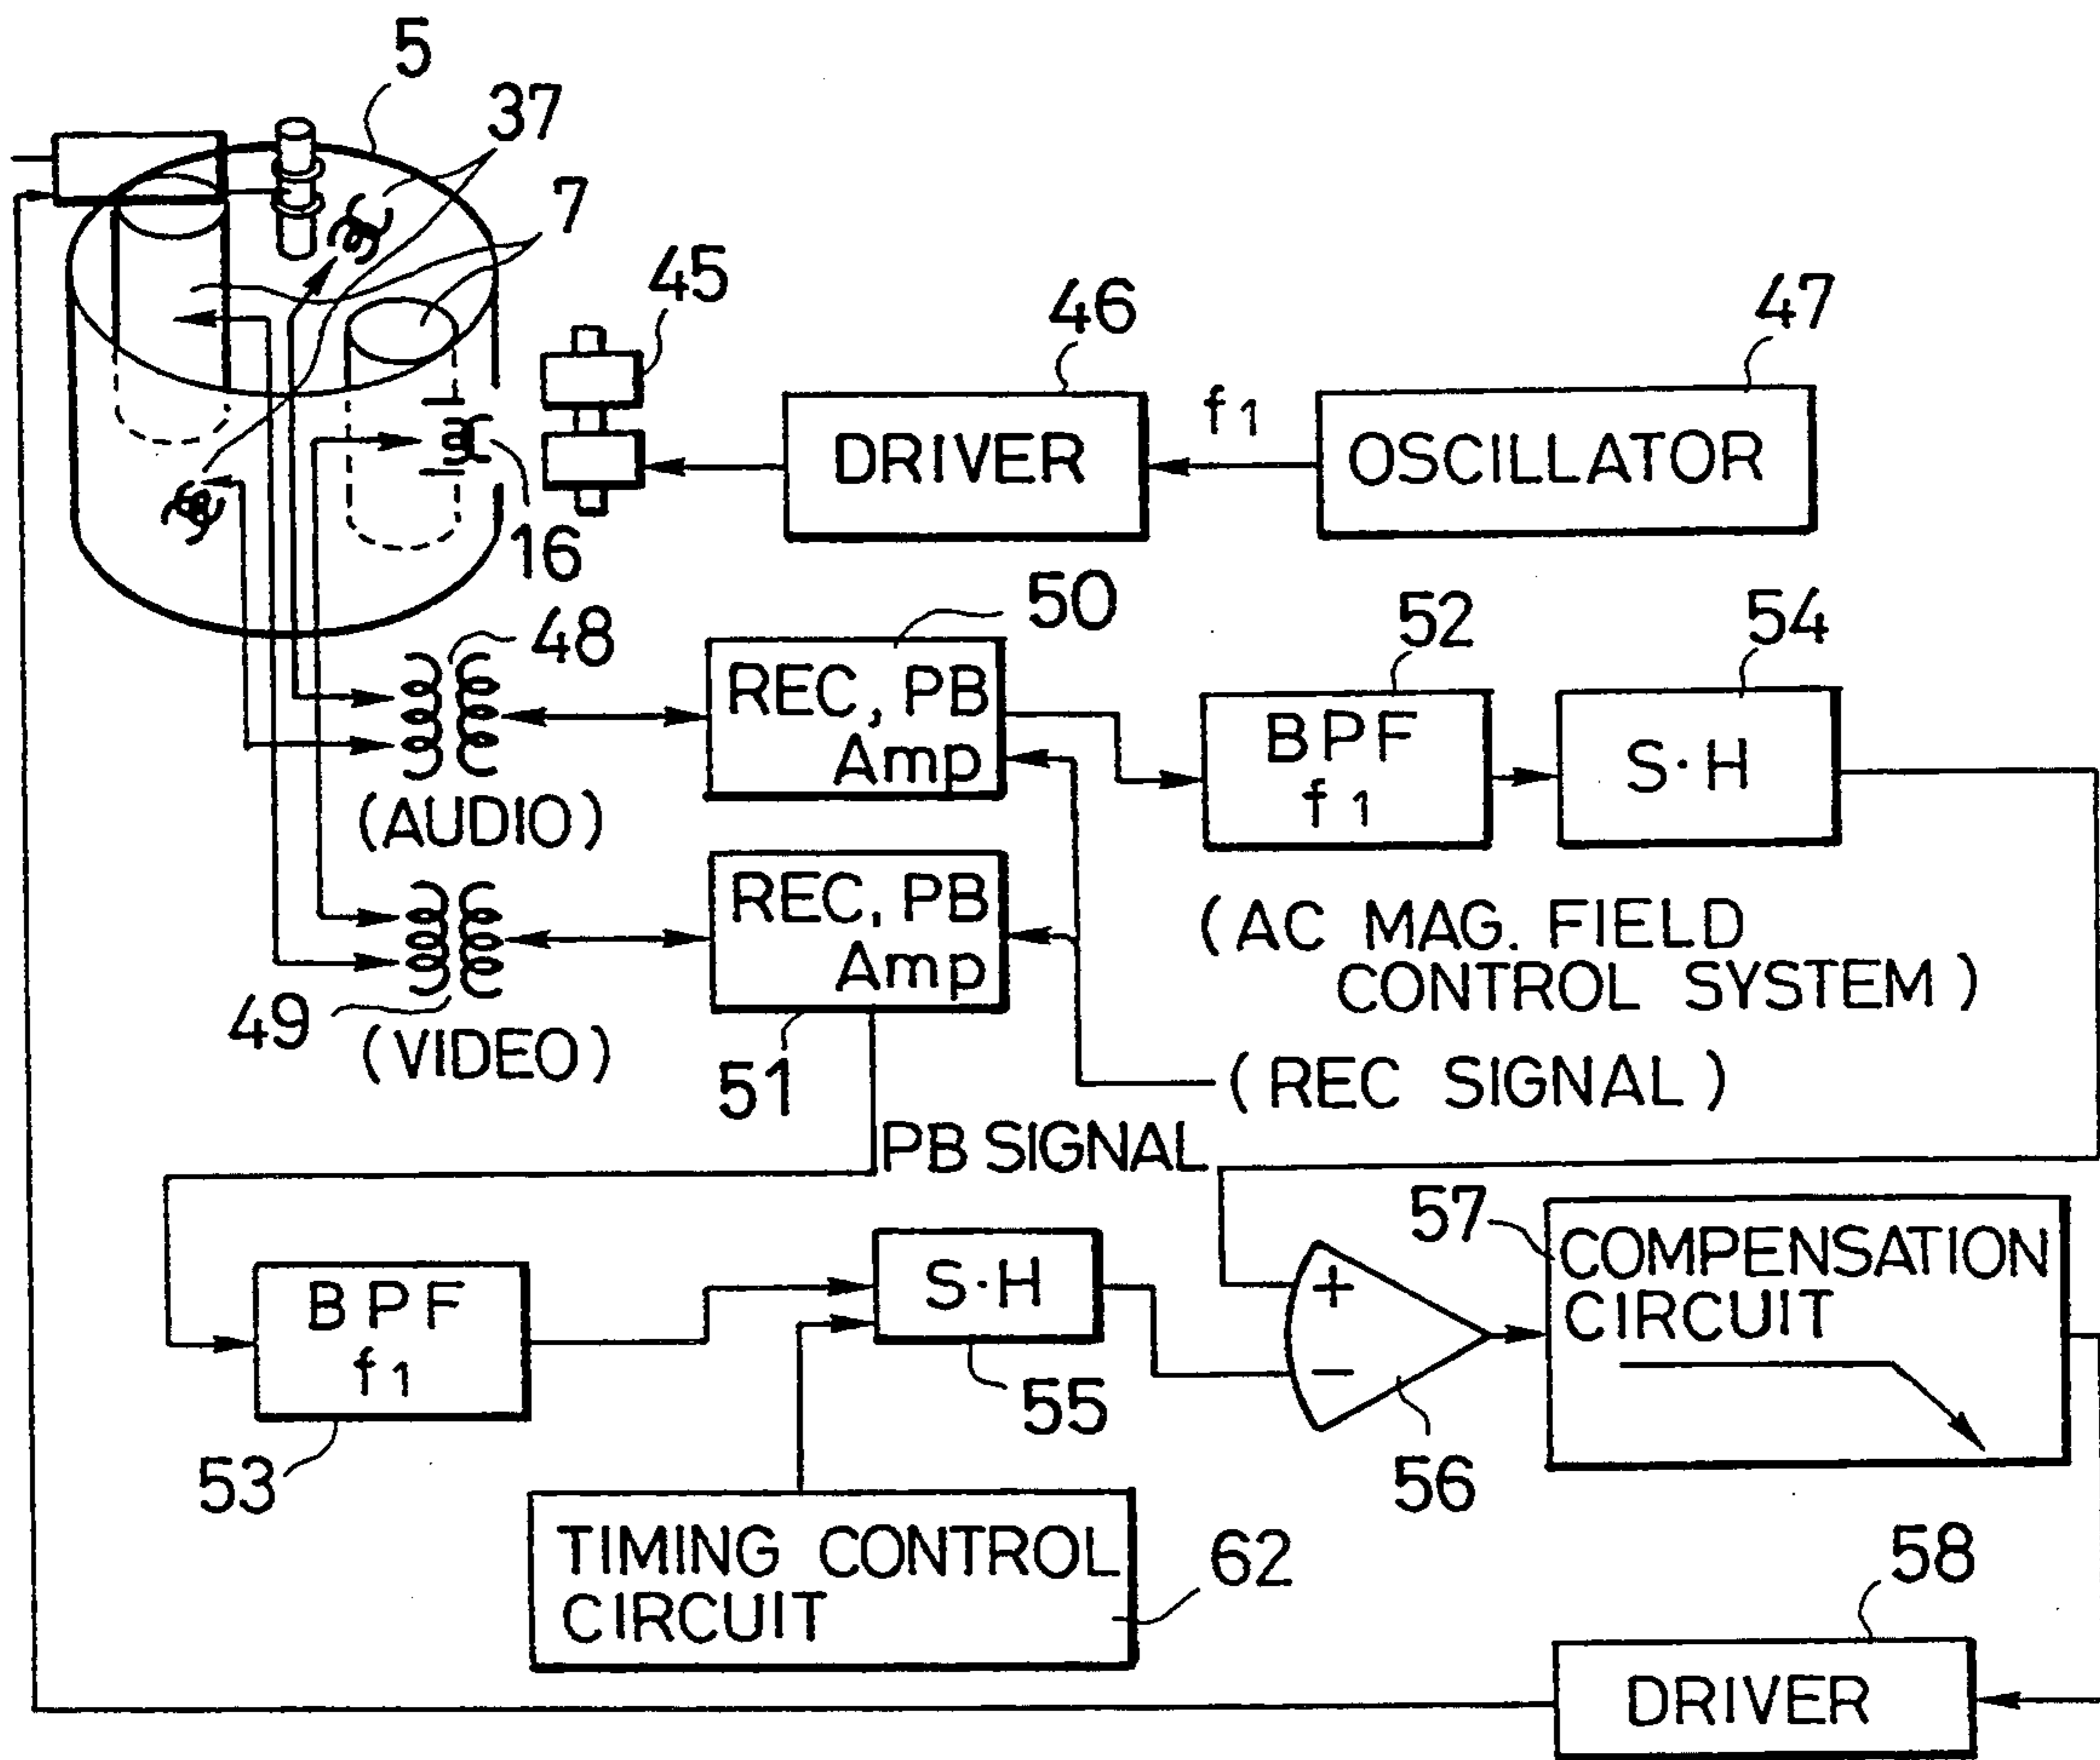 5
37
7
45
46
47
DRIVER
f1
OSCILLATOR
16
48
50
52
54
REC, PB
Amp
BPF
f1
S·H
(AUDIO)
REC, PB
Amp
(AC MAG. FIELD
CONTROL SYSTEM)
49
(VIDEO)
51
(REC SIGNAL)
PB SIGNAL
57
COMPENSATION
CIRCUIT
BPF
f1
S·H
+
−
53
55
56
TIMING CONTROL
CIRCUIT
62
58
DRIVER